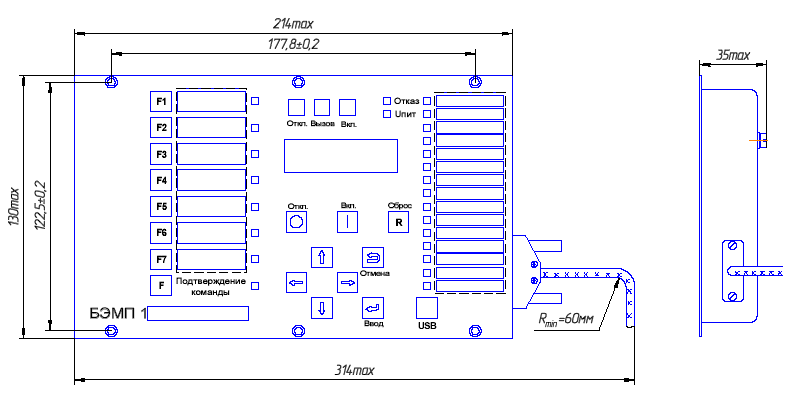 214max
177,8±0,2
35max
F1
Откл.
Вызов
Вкл.
Отказ
Uпит
F2
F3
F4
130max
122,5±0,2
F5
Откл.
Вкл.
Сброс
R
F6
F7
Отмена
F
Подтверждение
команды
БЭМП 1
Ввод
USB
Rmin=60мм
314max